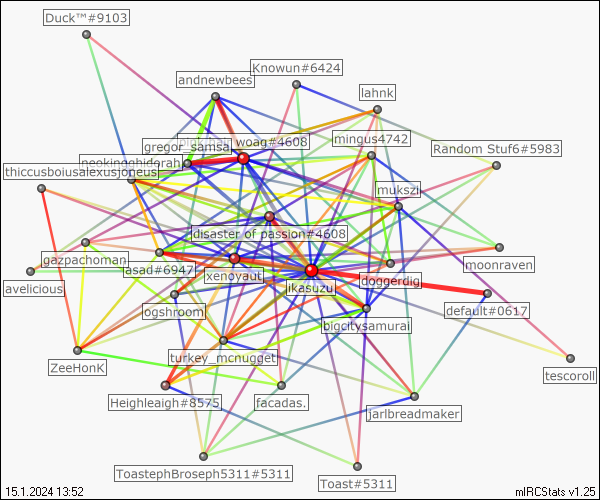 Duck™#9103
Knowun#6424
andnewbees
lahnk
gregor_samsa
woag#4608
mingus4742
Random Stuf6#5983
neokingghidorah
thiccusboiusalexusjoneus
mukszi
disaster of passion#4608
gazpachoman
asad#6947
xenoyaut
ikasuzu
doggerdig
moonraven
avelicious
ogshroom
bigcitysamurai
default#0617
ZeeHonK
turkey_mcnugget
tescoroll
Heighleaigh#8575
facadas.
jarlbreadmaker
ToastephBroseph5311#5311
Toast#5311
15.1.2024 13:52
mIRCStats v1.25